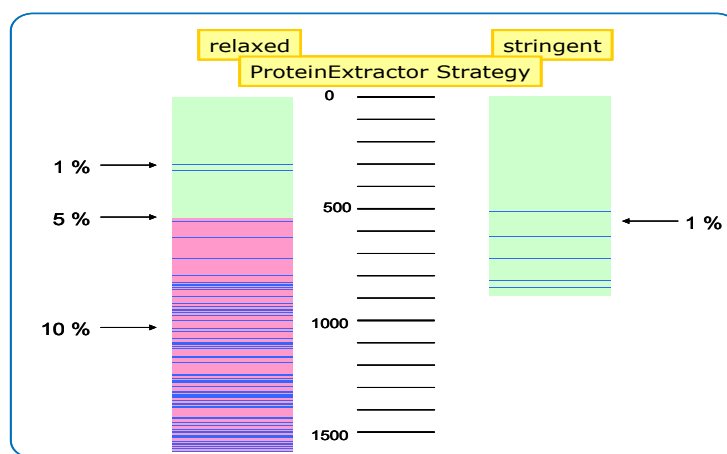 relaxed
stringent
ProteinExtractor Strategy
0
1 %
5 %
500
1 %
10 %
1000
1500